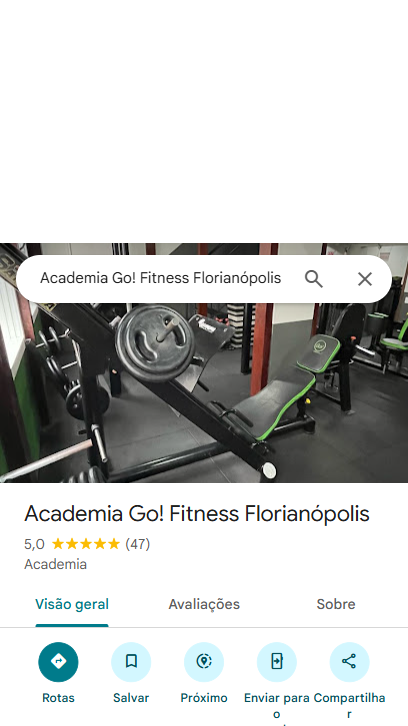 Academia Go! Fitness Florianópolis
Academia Go! Fitness Florianópolis
5,0 (47)
Academia
Visão geral Avaliações Sobre
Rotas Salvar Próximo Enviar para o Compartilhar